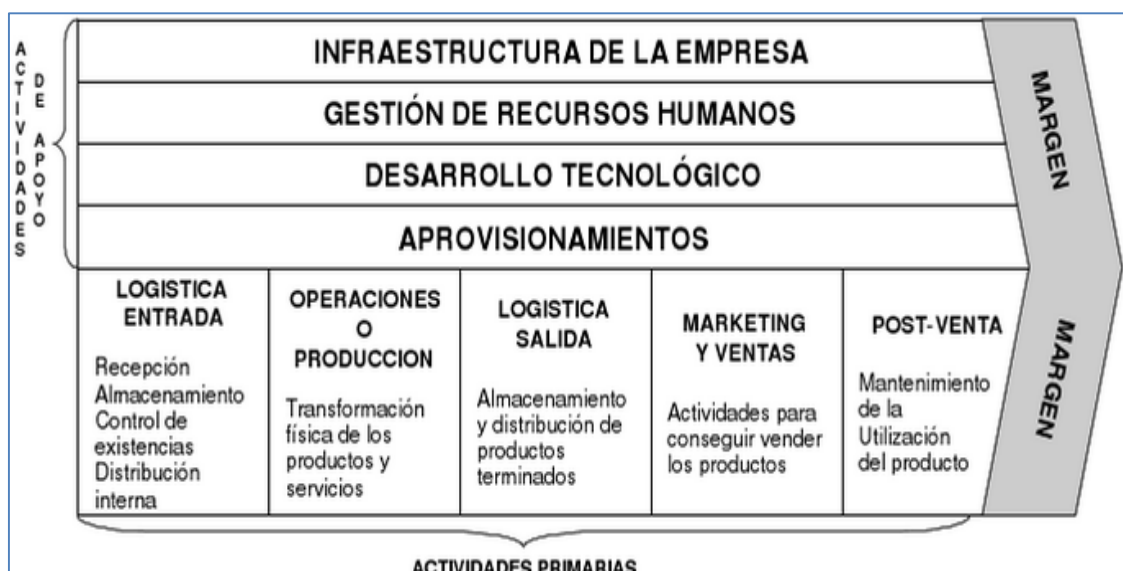 ACTIVIDADES
DE APOYO
INFRAESTRUCTURA DE LA EMPRESA
GESTIÓN DE RECURSOS HUMANOS
DESARROLLO TECNOLÓGICO
APROVISIONAMIENTOS
MARGEN
LOGISTICA
ENTRADA
Recepción
Almacenamiento
Control de
existencias
Distribución
interna
OPERACIONES
O
PRODUCCION
Transformación
física de los
productos y
servicios
LOGISTICA
SALIDA
Almacenamiento
y distribución de
productos
terminados
MARKETING
Y VENTAS
Actividades para
conseguir vender
los productos
POST-VENTA
Mantenimiento
de la
Utilización
del producto
MARGEN
ACTIVIDADES PRIMARIAS